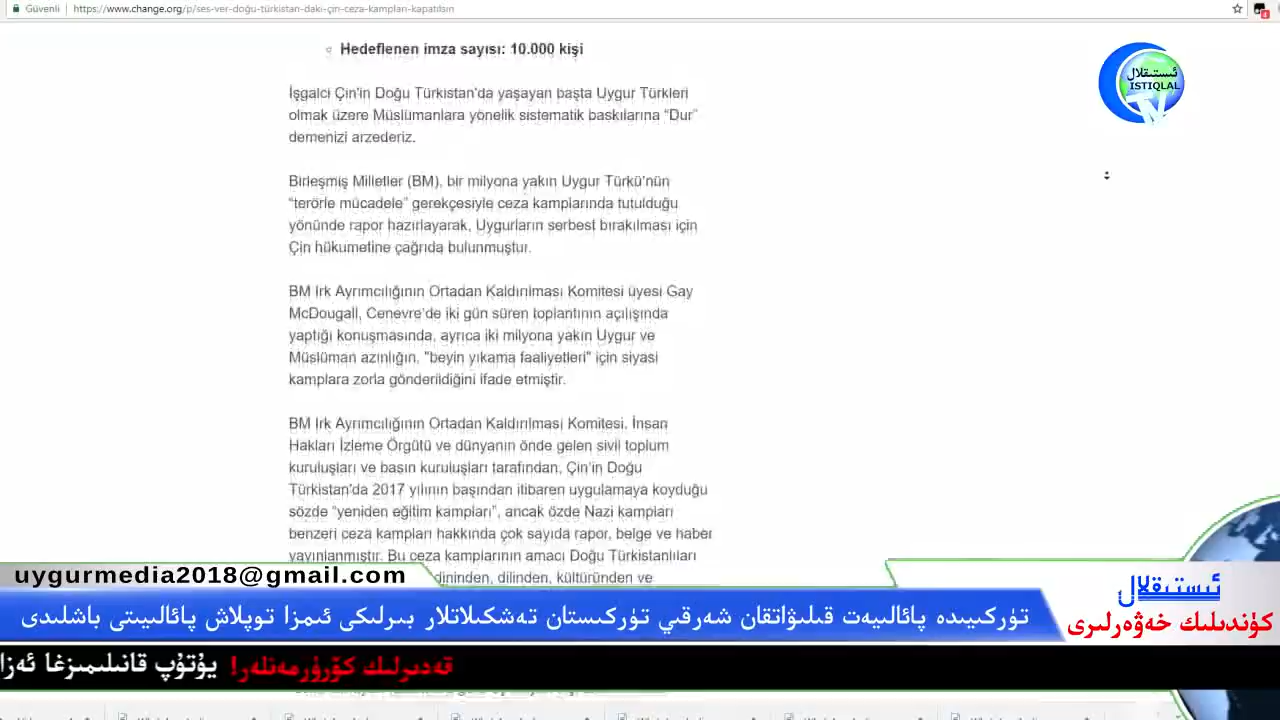 Güvenli | https://www.change.org/p/ses-ver-doğu-türkistan-daki-çin-ceza-kampları-kapatılsın
Hedeflenen imza sayısı: 10.000 kişi
ئىستىقلال
ISTIQLAL
İşgalci Çin'in Doğu Türkistan'da yaşayan başta Uygur Türkleri
olmak üzere Müslümanlara yönelik sistematik baskılarına “Dur”
demenizi arzederiz.
Birleşmiş Milletler (BM), bir milyona yakın Uygur Türkü'nün
“terörle mücadele” gerekçesiyle ceza kamplarında tutulduğu
yönünde rapor hazırlayarak, Uygurların serbest bırakılması için
Çin hükumetine çağrıda bulunmuştur.
BM Irk Ayrımcılığının Ortadan Kaldırılması Komitesi üyesi Gay
McDougall, Cenevre’de iki gün süren toplantının açılışında
yaptığı konuşmasında, ayrıca iki milyona yakın Uygur ve
Müslüman azınlığın, "beyin yıkama faaliyetleri" için siyasi
kamplara zorla gönderildiğini ifade etmiştir.
BM Irk Ayrımcılığının Ortadan Kaldırılması Komitesi, İnsan
Hakları İzleme Örgütü ve dünyanın önde gelen sivil toplum
kuruluşları ve basın kuruluşları tarafından, Çin’in Doğu
Türkistan'da 2017 yılının başından itibaren uygulamaya koyduğu
sözde “yeniden eğitim kampları”, ancak özde Nazi kampları
benzeri ceza kampları hakkında çok sayıda rapor, belge ve haber
yayınlanmıştır. Bu ceza kamplarının amacı Doğu Türkistanlıları
dininden, dilinden, kültüründen ve
uygurmedia2018@gmail.com
ئىستىقلال
كۈندىلىك خەۋەرلىرى
تۈركىيىدە پائالىيەت قىلىۋاتقان شەرقىي تۈركىستان تەشكىلاتلار بىرلىكى ئىمزا توپلاش پائالىيىتى باشلىدى
قەدىرلىك كۆرۈرمەنلەر! يۇتۇپ قانىلىمىزغا ئەزا